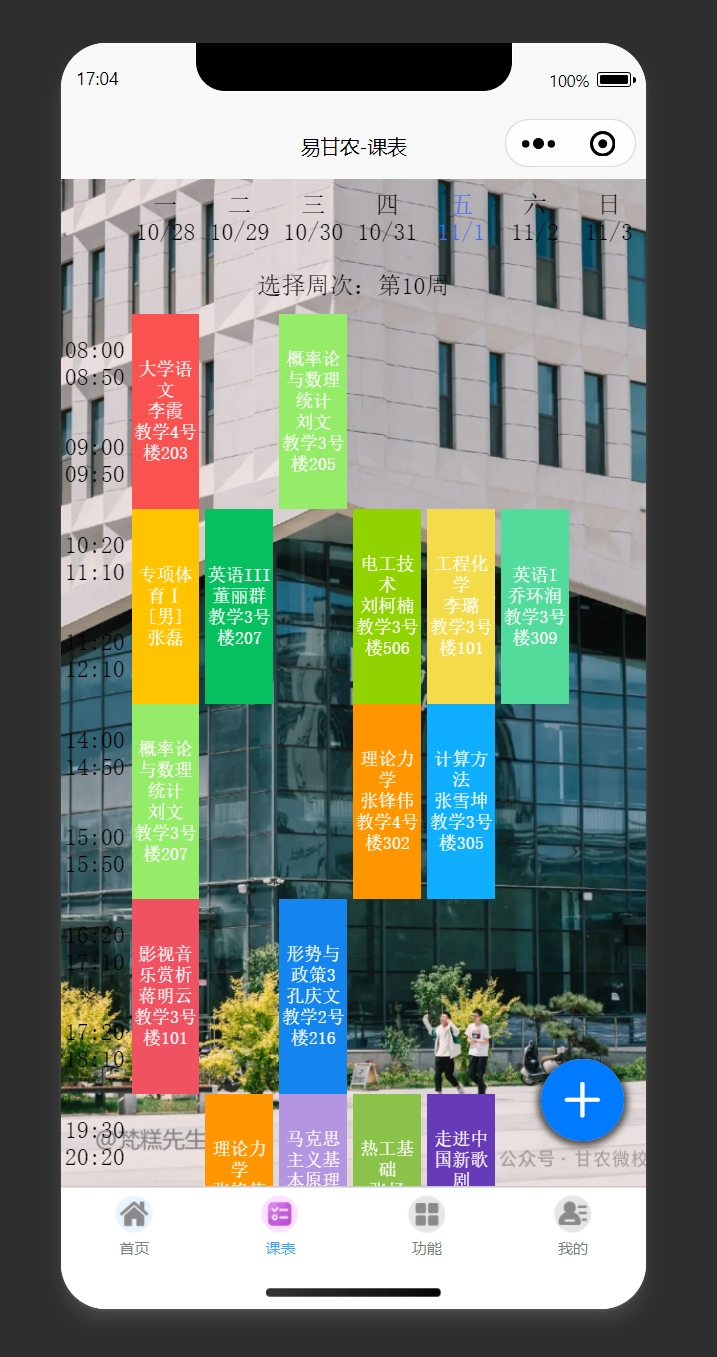 17:04
100%
易甘农-课表
一 二 三 四 五 六 日
10/28 10/29 10/30 10/31 11/1 11/2 11/3
选择周次: 第10周
08:00
08:50
09:00
09:50
大学语
文
李霞
教学4号
楼203
概率论
与数理
统计
刘文
教学3号
楼205
10:20
11:10
11:20
12:10
专项体
育 I
[男]
张磊
英语III
董丽群
教学3号
楼207
电工技
术
刘柯楠
教学3号
楼506
工程化
学
李璐
教学3号
楼101
英语I
乔环润
教学3号
楼309
14:00
14:50
15:00
15:50
概率论
与数理
统计
刘文
教学3号
楼207
理论力
学
张锋伟
教学4号
楼302
计算方
法
张雪坤
教学3号
楼305
16:20
17:10
17:20
18:10
影视音
乐赏析
蒋明云
教学3号
楼101
形势与
政策3
孔庆文
教学2号
楼216
19:30
20:20
理论力
学
张锋伟
马克思
主义基
本原理
热工基
础
走进中
国新歌
剧
@梵糕先生
公众号 · 甘农微校
首页 课表 功能 我的